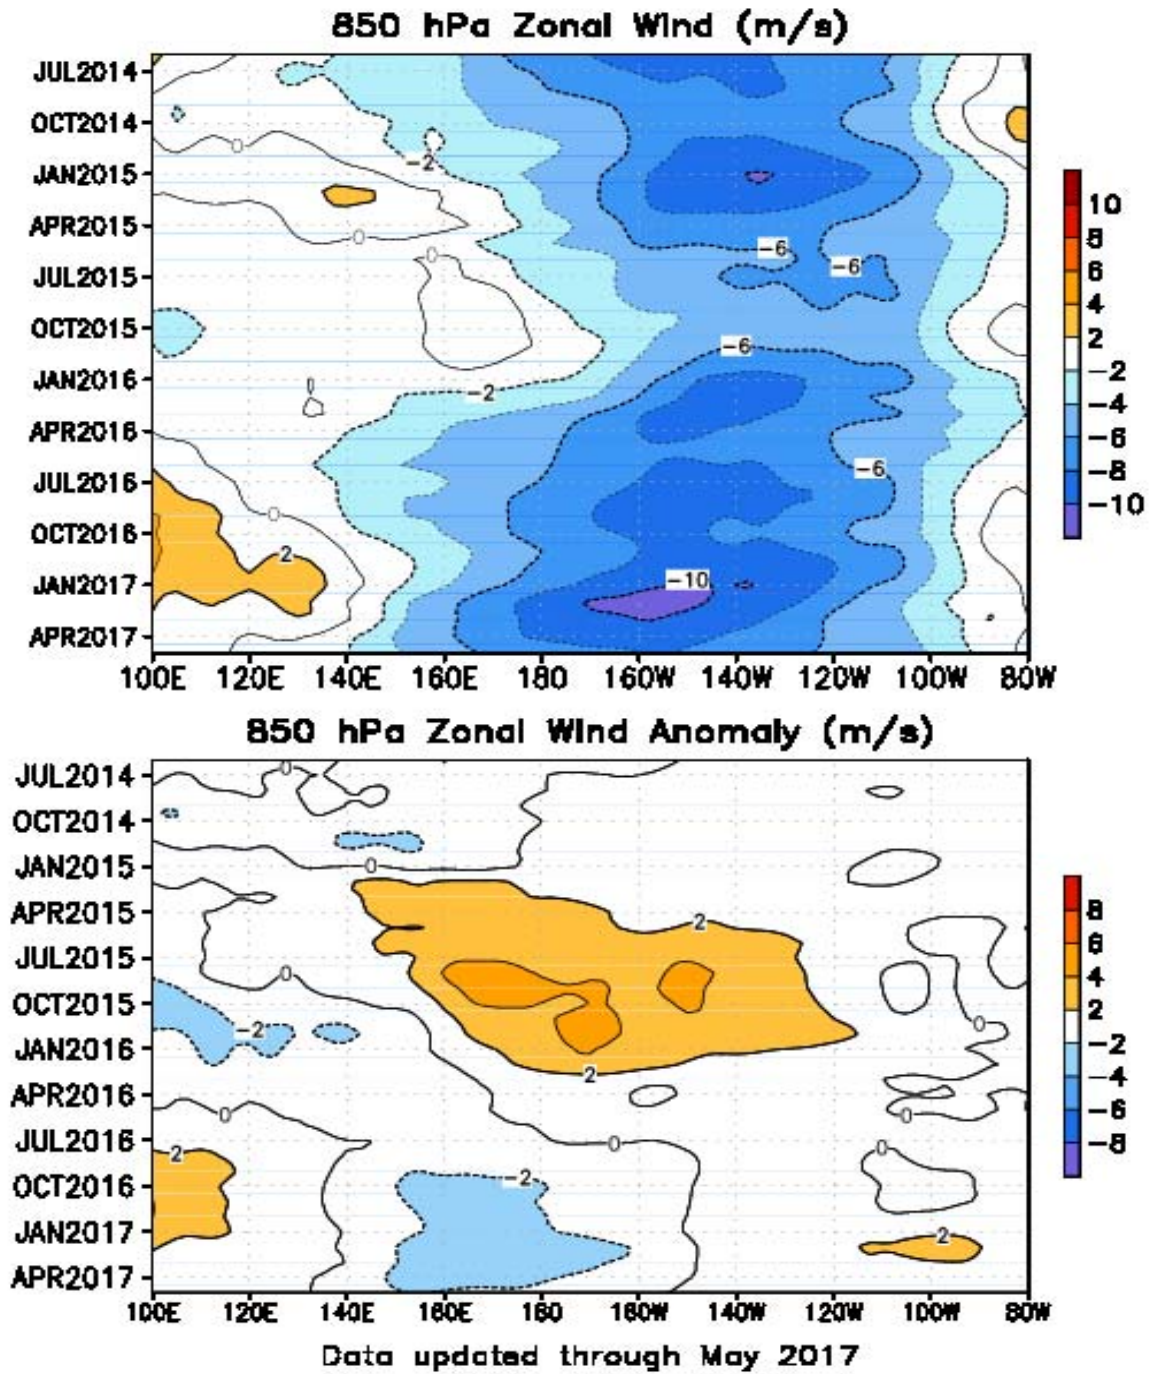 850 hPa Zonal Wind (m/s)
JUL2014
OCT2014
0
-2
JAN2015
APR2015
0
0
-6
-6
JUL2015
OCT2015
-6
JAN2016
-2
APR2016
-6
JUL2016
0
OCT2016
2
JAN2017
-10
APR2017
100E 120E 140E 160E 180 160W 140W 120W 100W 80W
10
8
6
4
2
-2
-4
-6
-8
-10
850 hPa Zonal Wind Anomaly (m/s)
JUL2014
0
OCT2014
JAN2015
0
APR2015
2
JUL2015
0
OCT2015
-2
0
JAN2016
2
APR2016
0
0
JUL2016
0
0
2
-2
OCT2016
JAN2017
2
APR2017
100E 120E 140E 160E 180 160W 140W 120W 100W 80W
8
6
4
2
-2
-4
-6
-8
Data updated through May 2017